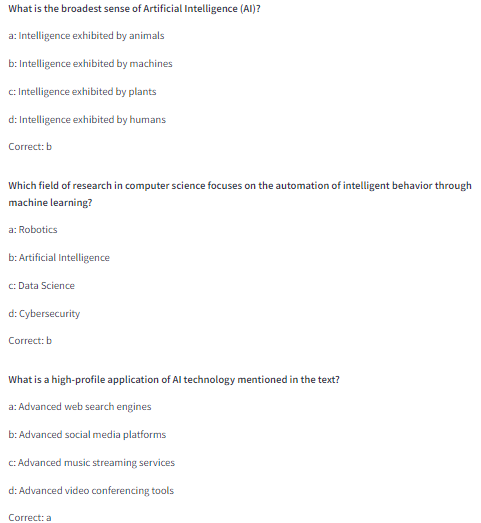 What is the broadest sense of Artificial Intelligence (AI)?
a: Intelligence exhibited by animals
b: Intelligence exhibited by machines
c: Intelligence exhibited by plants
d: Intelligence exhibited by humans
Correct: b
Which field of research in computer science focuses on the automation of intelligent behavior through
machine learning?
a: Robotics
b: Artificial Intelligence
c: Data Science
d: Cybersecurity
Correct: b
What is a high-profile application of AI technology mentioned in the text?
a: Advanced web search engines
b: Advanced social media platforms
c: Advanced music streaming services
d: Advanced video conferencing tools
Correct: a